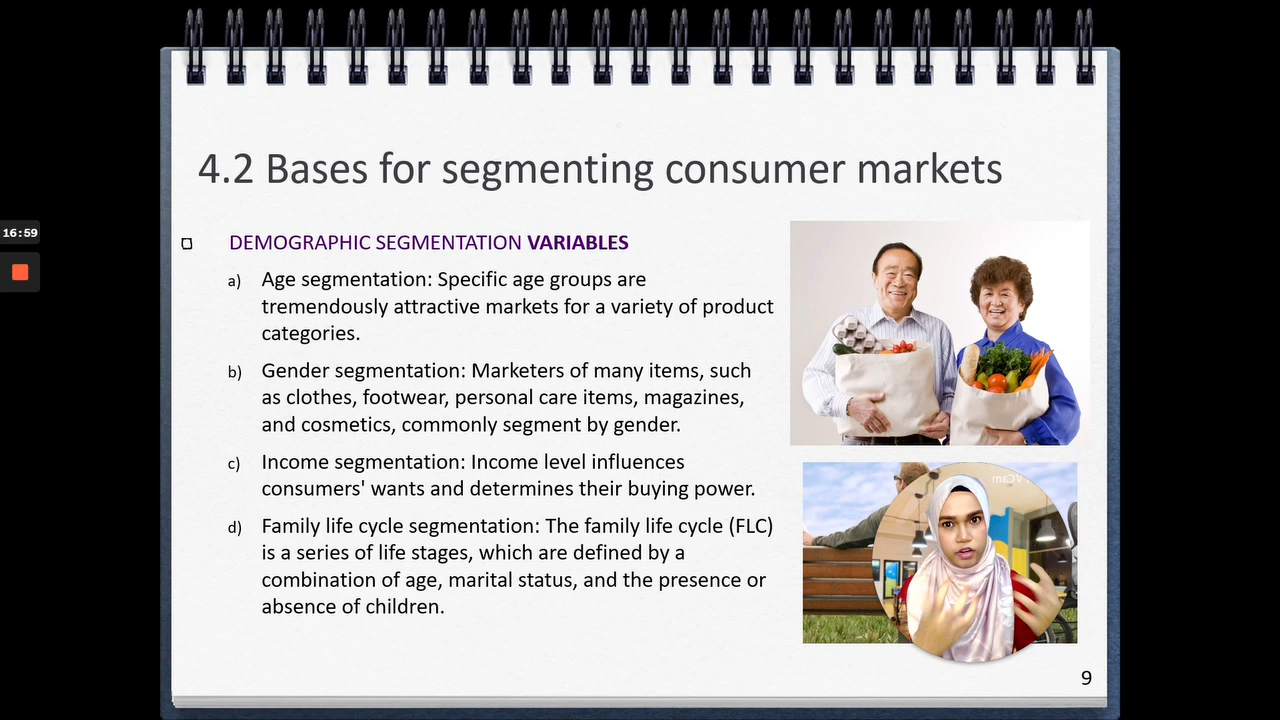 4.2 Bases for segmenting consumer markets
16:59
DEMOGRAPHIC SEGMENTATION VARIABLES
a) Age segmentation: Specific age groups are
tremendously attractive markets for a variety of product
categories.
b) Gender segmentation: Marketers of many items, such
as clothes, footwear, personal care items, magazines,
and cosmetics, commonly segment by gender.
c) Income segmentation: Income level influences
consumers' wants and determines their buying power.
d) Family life cycle segmentation: The family life cycle (FLC)
is a series of life stages, which are defined by a
combination of age, marital status, and the presence or
absence of children.
9